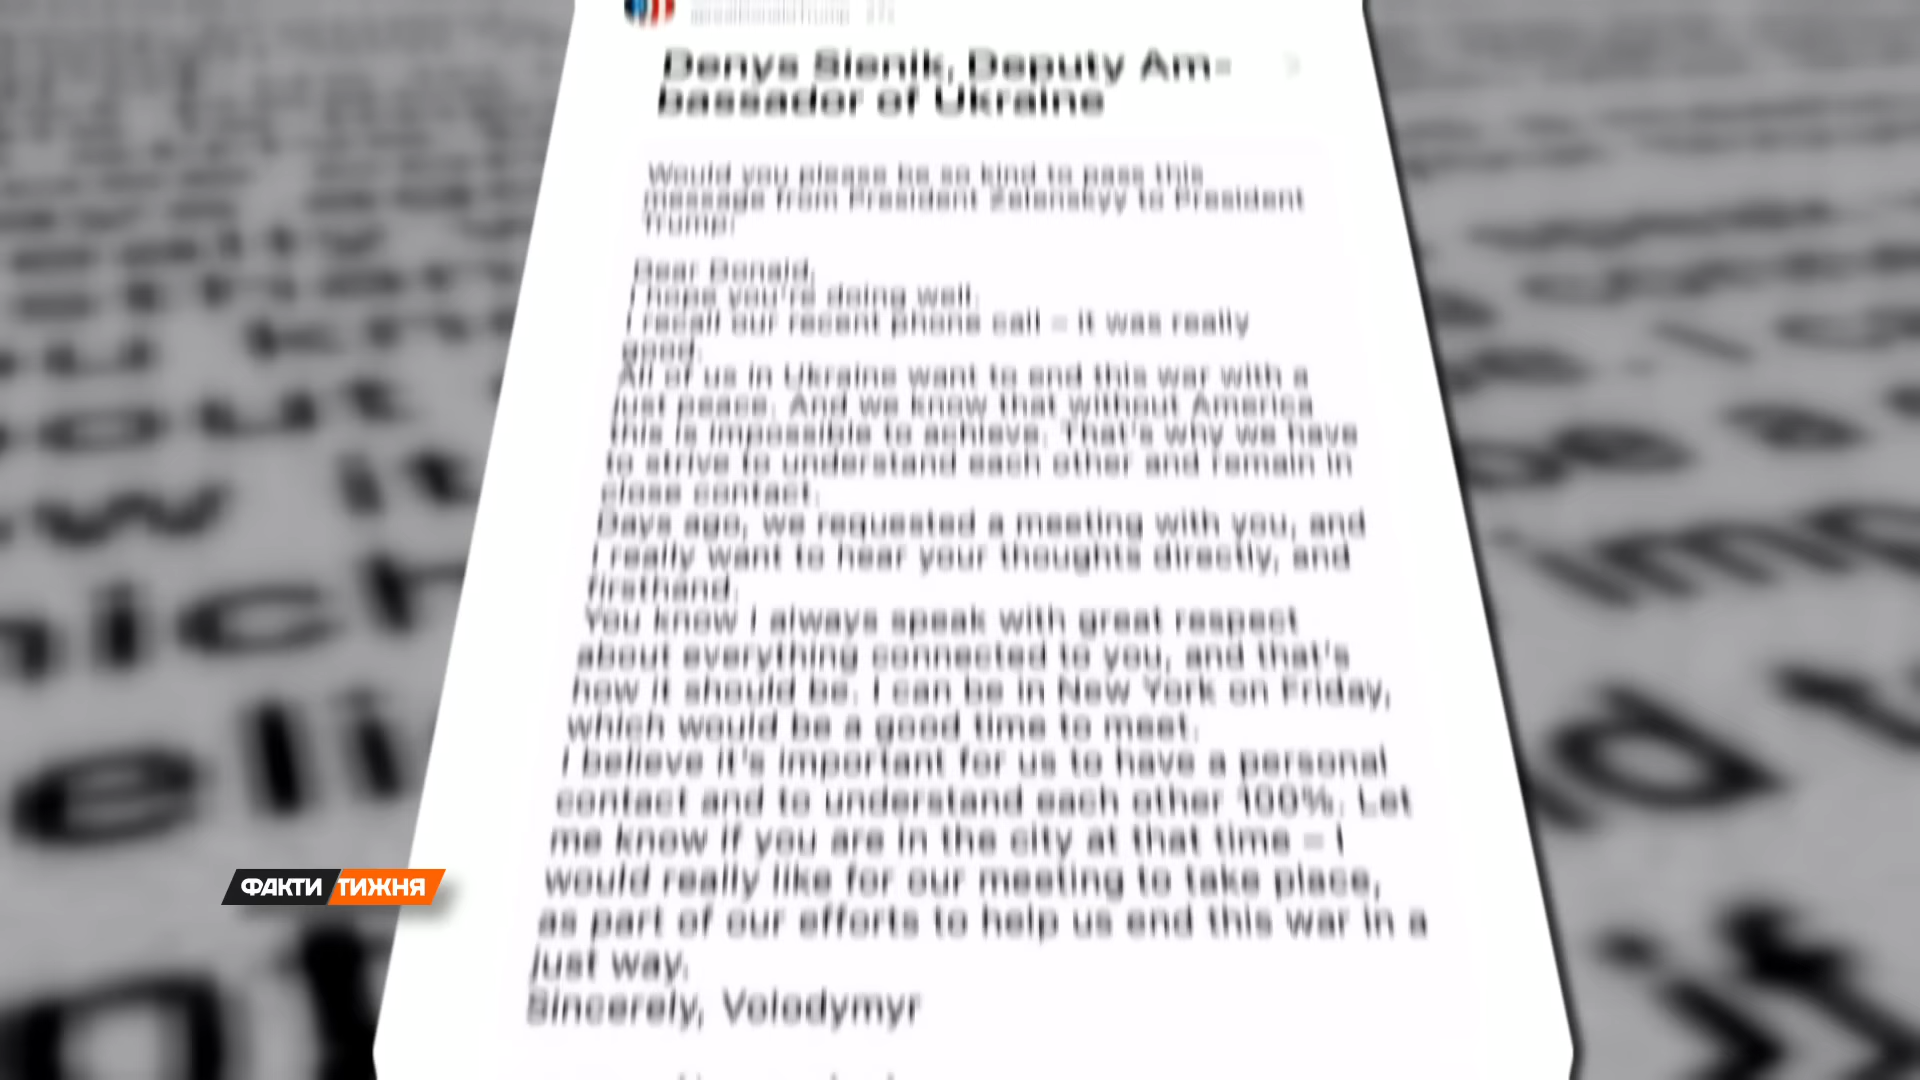 Denys Sienik, Deputy Am-
bassador of Ukraine
Would you please be so kind to pass this
message from President Zelenskyy to President
Trump:
Dear Donald,
I hope you're doing well.
I recall our recent phone call – it was really
good.
All of us in Ukraine want to end this war with a
just peace. And we know that without America
this is impossible to achieve. That's why we have
to strive to understand each other and remain in
close contact.
Days ago, we requested a meeting with you, and
I really want to hear your thoughts directly, and
firsthand.
You know I always speak with great respect
about everything connected to you, and that's
how it should be. I can be in New York on Friday,
which would be a good time to meet.
I believe it's important for us to have a personal
contact and to understand each other 100%. Let
me know if you are in the city at that time – I
would really like for our meeting to take place,
as part of our efforts to help us end this war in a
just way.
Sincerely, Volodymyr
ФАКТИ ТИЖНЯ